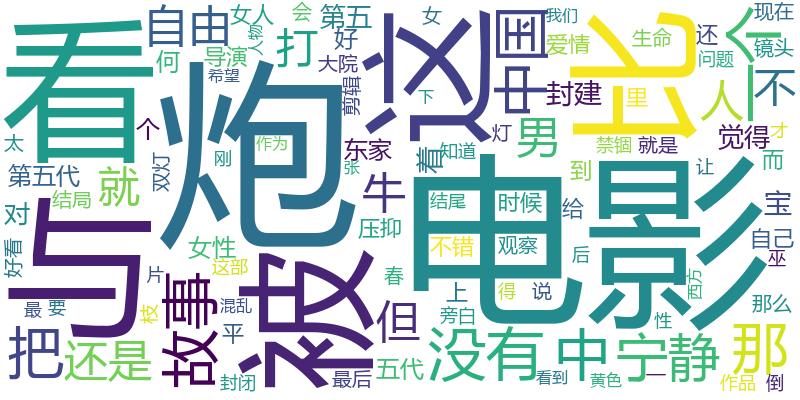 看
炮
与
电影
这
被
比
个
中国
自由
女人
会
第五
何
导演
人物
打
好
希望
大院
剪辑
女
我们
爱情
还
生命
问题
现在
镜头
不
人
里
下
太
个
作为
刚
双灯
东家
着
知道
灯
男
封建
禁锢
就是
觉得
才
第五代
就
结局
对
张
牛
压抑
结尾
时候
不错
观察
到
给
让
而
宝
自己
巫
好看
女性
这部
故事
春
但
后
西方
片
枝
混乱
平
最
要
上
得
说
旁白
性
那么
把
还是
封闭
最后
五代
没有
看到
中
黄色
宁静
一
那
作品
倒